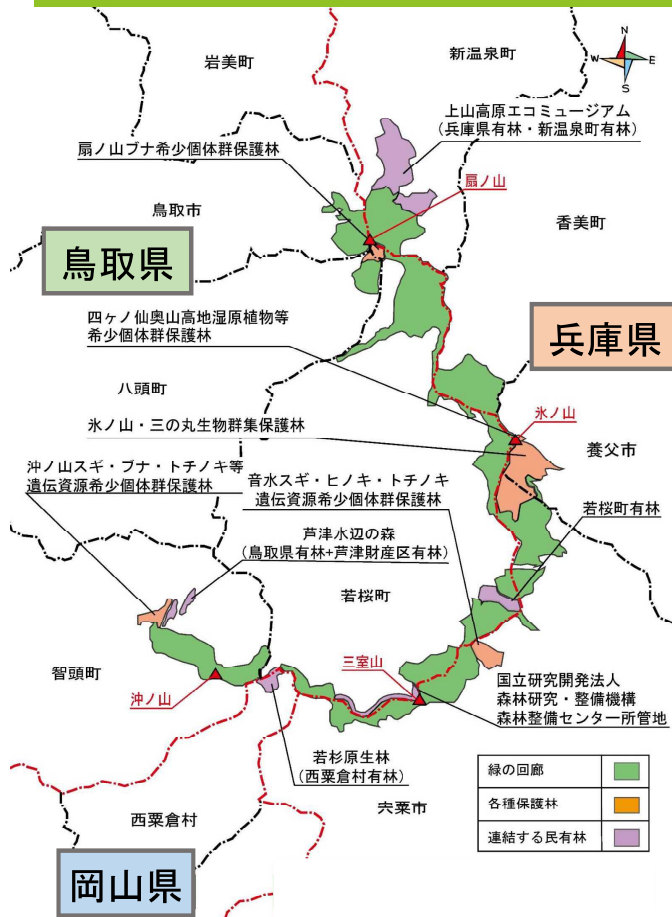 岩美町
新温泉町
N
W
E
S
上山高原エコミュージアム
(兵庫県有林・新温泉町有林)
扇ノ山ブナ希少個体群保護林
扇ノ山
鳥取市
香美町
鳥取県
四ヶノ仙奥山高地湿原植物等
希少個体群保護林
兵庫県
八頭町
氷ノ山
氷ノ山・三の丸生物群集保護林
養父市
沖ノ山スギ・ブナ・トチノキ等
遺伝資源希少個体群保護林
音水スギ・ヒノキ・トチノキ
遺伝資源希少個体群保護林
若桜町有林
芦津水辺の森
(鳥取県有林+芦津財産区有林)
若桜町
智頭町
三室山
国立研究開発法人
森林研究・整備機構
森林整備センター所管地
沖ノ山
若杉原生林
(西粟倉村有林)
宍粟市
西粟倉村
緑の回廊
各種保護林
連結する民有林
岡山県